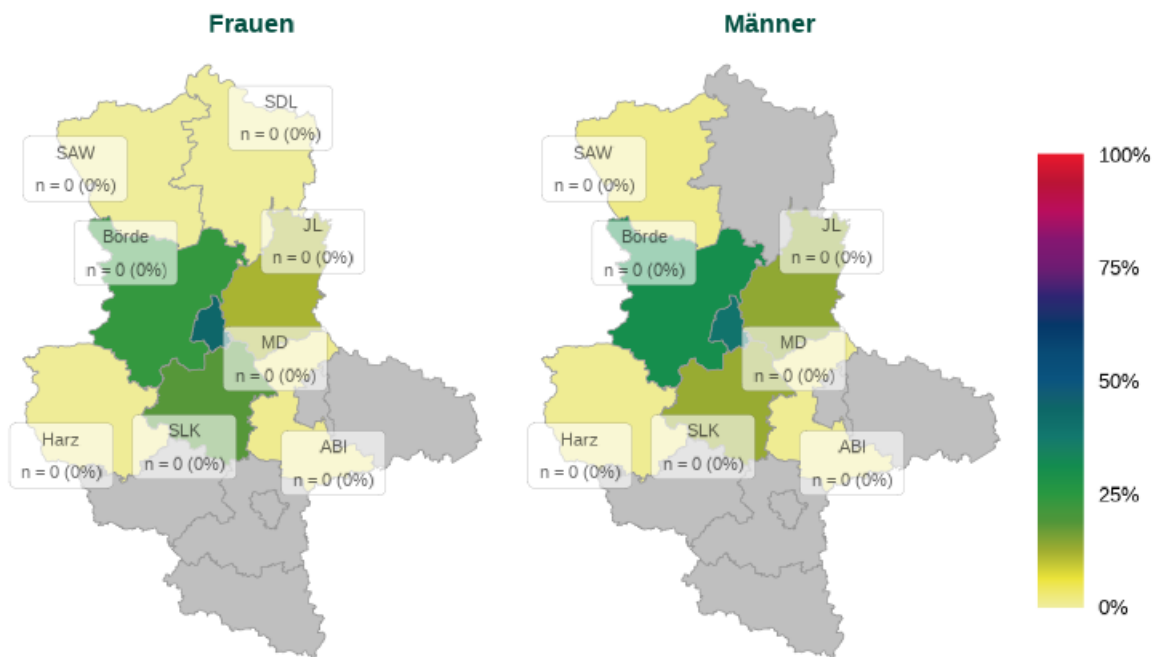 Frauen
SDL
n = 0 (0%)
SAW
n = 0 (0%)
JL
n = 0 (0%)
Börde
n = 0 (0%)
MD
n = 0 (0%)
SLK
n = 0 (0%)
Harz
n = 0 (0%)
ABI
n = 0 (0%)
Männer
SAW
n = 0 (0%)
JL
n = 0 (0%)
Börde
n = 0 (0%)
MD
n = 0 (0%)
SLK
n = 0 (0%)
Harz
n = 0 (0%)
ABI
n = 0 (0%)
100%
75%
50%
25%
0%